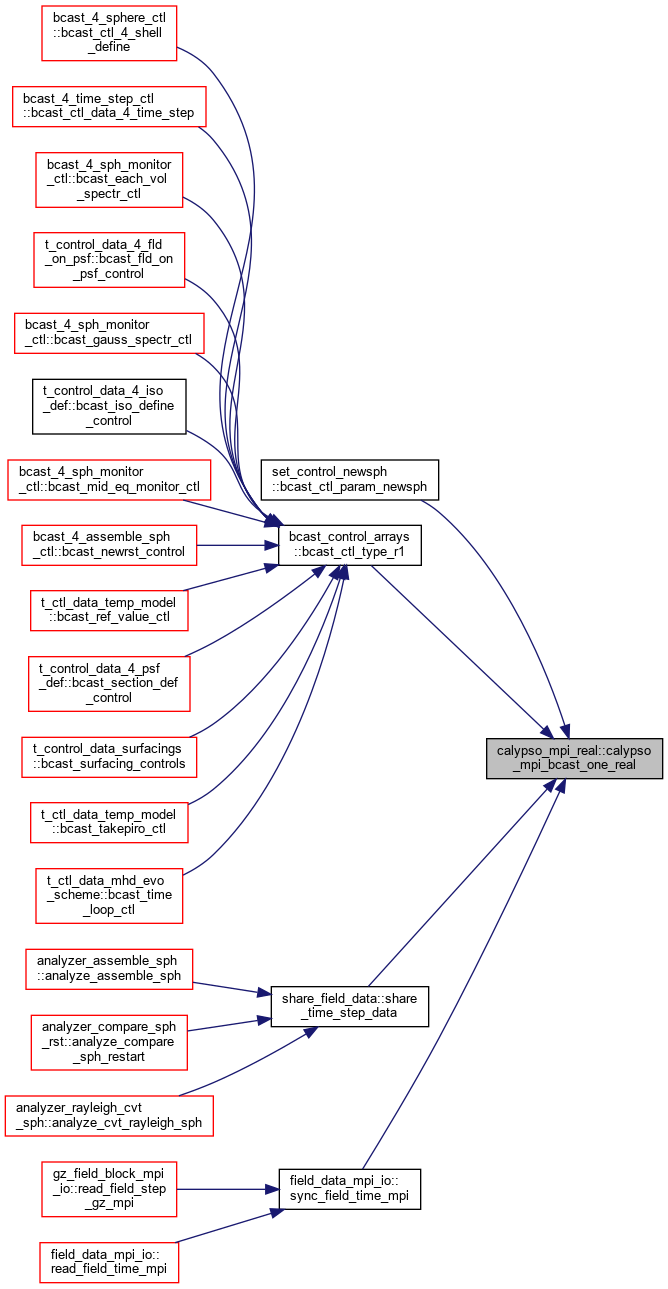 bcast_4_sphere_ctl
::bcast_ctl_4_shell
_define
bcast_4_time_step_ctl
::bcast_ctl_data_4_time_step
bcast_4_sph_monitor
_ctl::bcast_each_vol
_spectr_ctl
t_control_data_4_fld
_on_psf::bcast_fld_on
_psf_control
bcast_4_sph_monitor
_ctl::bcast_gauss_spectr_ctl
t_control_data_4_iso
_def::bcast_iso_define
_control
bcast_4_sph_monitor
_ctl::bcast_mid_eq_monitor_ctl
bcast_4_assemble_sph
_ctl::bcast_newrst_control
t_ctl_data_temp_model
::bcast_ref_value_ctl
t_control_data_4_psf
_def::bcast_section_def
_control
t_control_data_surfacings
::bcast_surfacing_controls
t_ctl_data_temp_model
::bcast_takepiro_ctl
t_ctl_data_mhd_evo
_scheme::bcast_time
_loop_ctl
analyzer_assemble_sph
::analyze_assemble_sph
analyzer_compare_sph
_rst::analyze_compare
_sph_restart
analyzer_rayleigh_cvt
_sph::analyze_cvt_rayleigh_sph
gz_field_block_mpi
_io::read_field_step
_gz_mpi
field_data_mpi_io::
read_field_time_mpi
set_control_newsph
::bcast_ctl_param_newsph
bcast_control_arrays
::bcast_ctl_type_r1
share_field_data::share
_time_step_data
field_data_mpi_io::
sync_field_time_mpi
calypso_mpi_real::calypso
_mpi_bcast_one_real